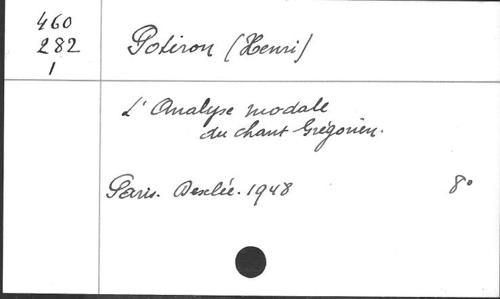 460
282
1
Potiron (Henri)
L'Analyse modale
du chant Grégorien.
Paris. Desclée. 1948 8°